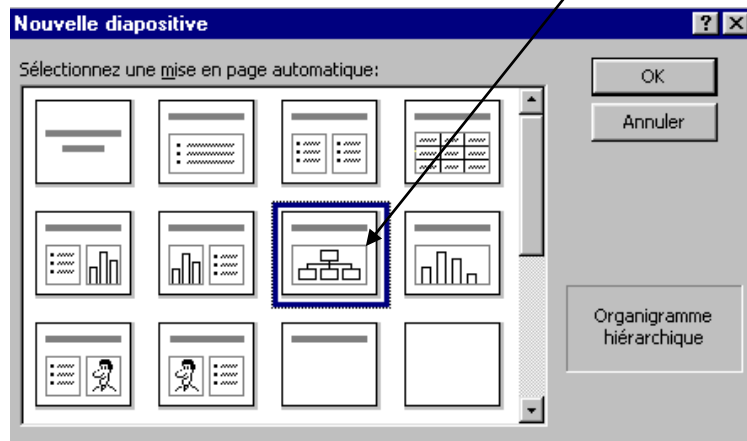 Nouvelle diapositive
Sélectionnez une mise en page automatique:
OK
Annuler
Organigramme
hiérarchique